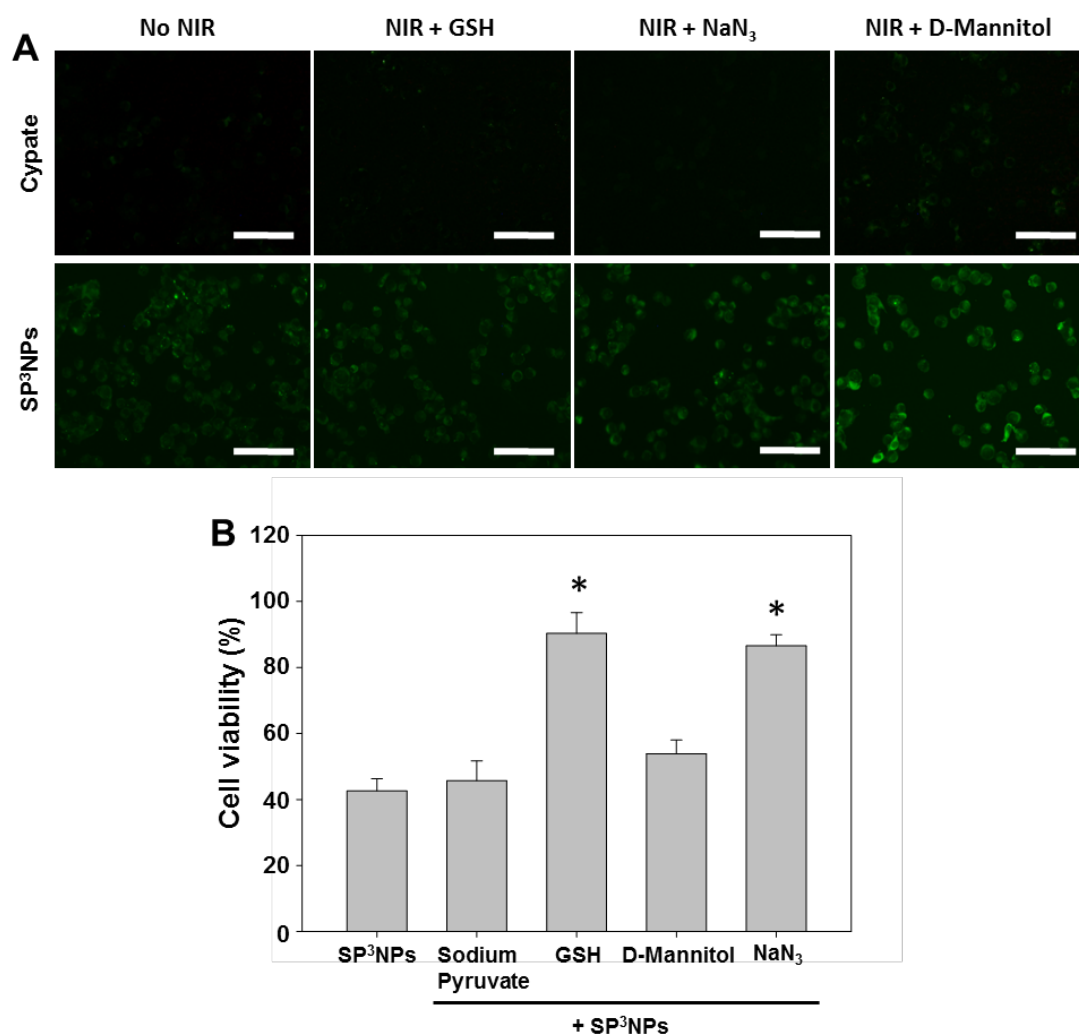 No NIR NIR + GSH NIR + NaN₃ NIR + D-Mannitol
A
Cypate
SP³NPs
B
120
100
80
60
40
20
0
Cell viability (%)
*
*
SP³NPs Sodium Pyruvate GSH D-Mannitol NaN₃
+ SP³NPs